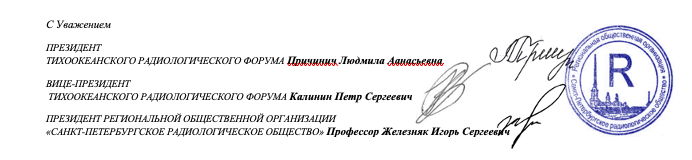 С Уважением
ПРЕЗИДЕНТ
ТИХООКЕАНСКОГО РАДИОЛОГИЧЕСКОГО ФОРУМА Причинич Людмила Аанасьевна
ВИЦЕ-ПРЕЗИДЕНТ
ТИХООКЕАНСКОГО РАДИОЛОГИЧЕСКОГО ФОРУМА Калинин Петр Сергеевич
ПРЕЗИДЕНТ РЕГИОНАЛЬНОЙ ОБЩЕСТВЕННОЙ ОРГАНИЗАЦИИ
«САНКТ-ПЕТЕРБУРГСКОЕ РАДИОЛОГИЧЕСКОЕ ОБЩЕСТВО» Профессор Железняк Игорь Сергеевич
Региональная общественная организация
Санкт-Петербургское радиологическое общество
R